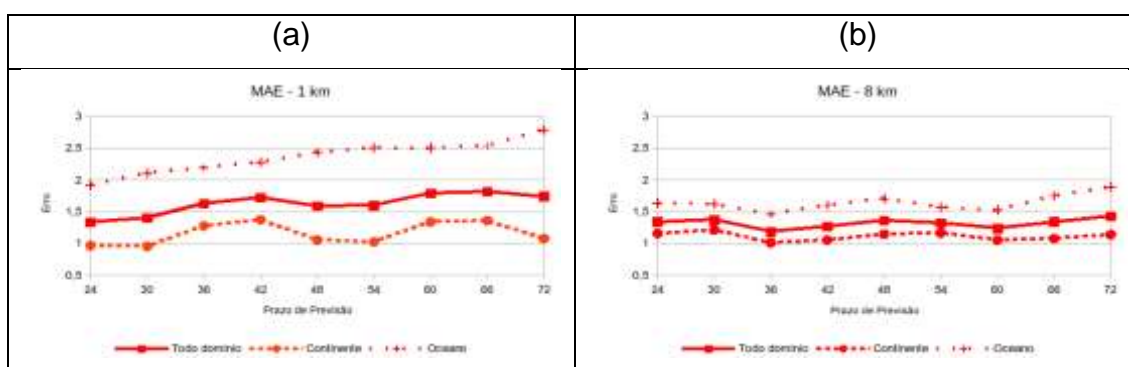 (a)
(b)
MAE - 1 km
3
2.5
2
1.5
1
0.5
Erro
24 30 36 42 48 54 60 66 72
Prazo de Previsão
Todo domínio Continente Oceano
MAE - 8 km
3
2.5
2
1.5
1
0.5
Erro
24 30 36 42 48 54 60 66 72
Prazo de Previsão
Todo domínio Continente Oceano